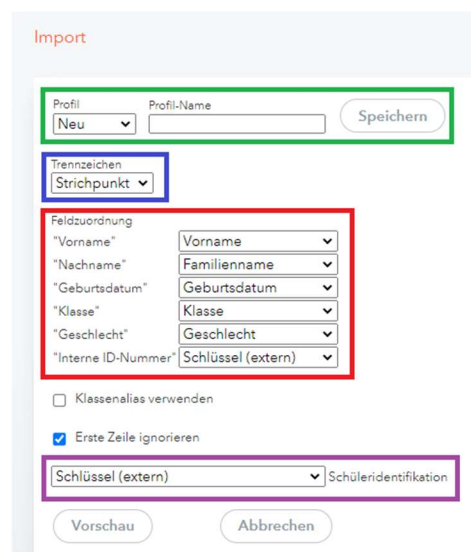 Import
Profil Profil-Name
Neu Speichern
Trennzeichen
Strichpunkt
Feldzuordnung
"Vorname" Vorname
"Nachname" Familienname
"Geburtsdatum" Geburtsdatum
"Klasse" Klasse
"Geschlecht" Geschlecht
"Interne ID-Nummer" Schlüssel (extern)
Klassenalias verwenden
Erste Zeile ignorieren
Schlüssel (extern) Schüleridentifikation
Vorschau Abbrechen